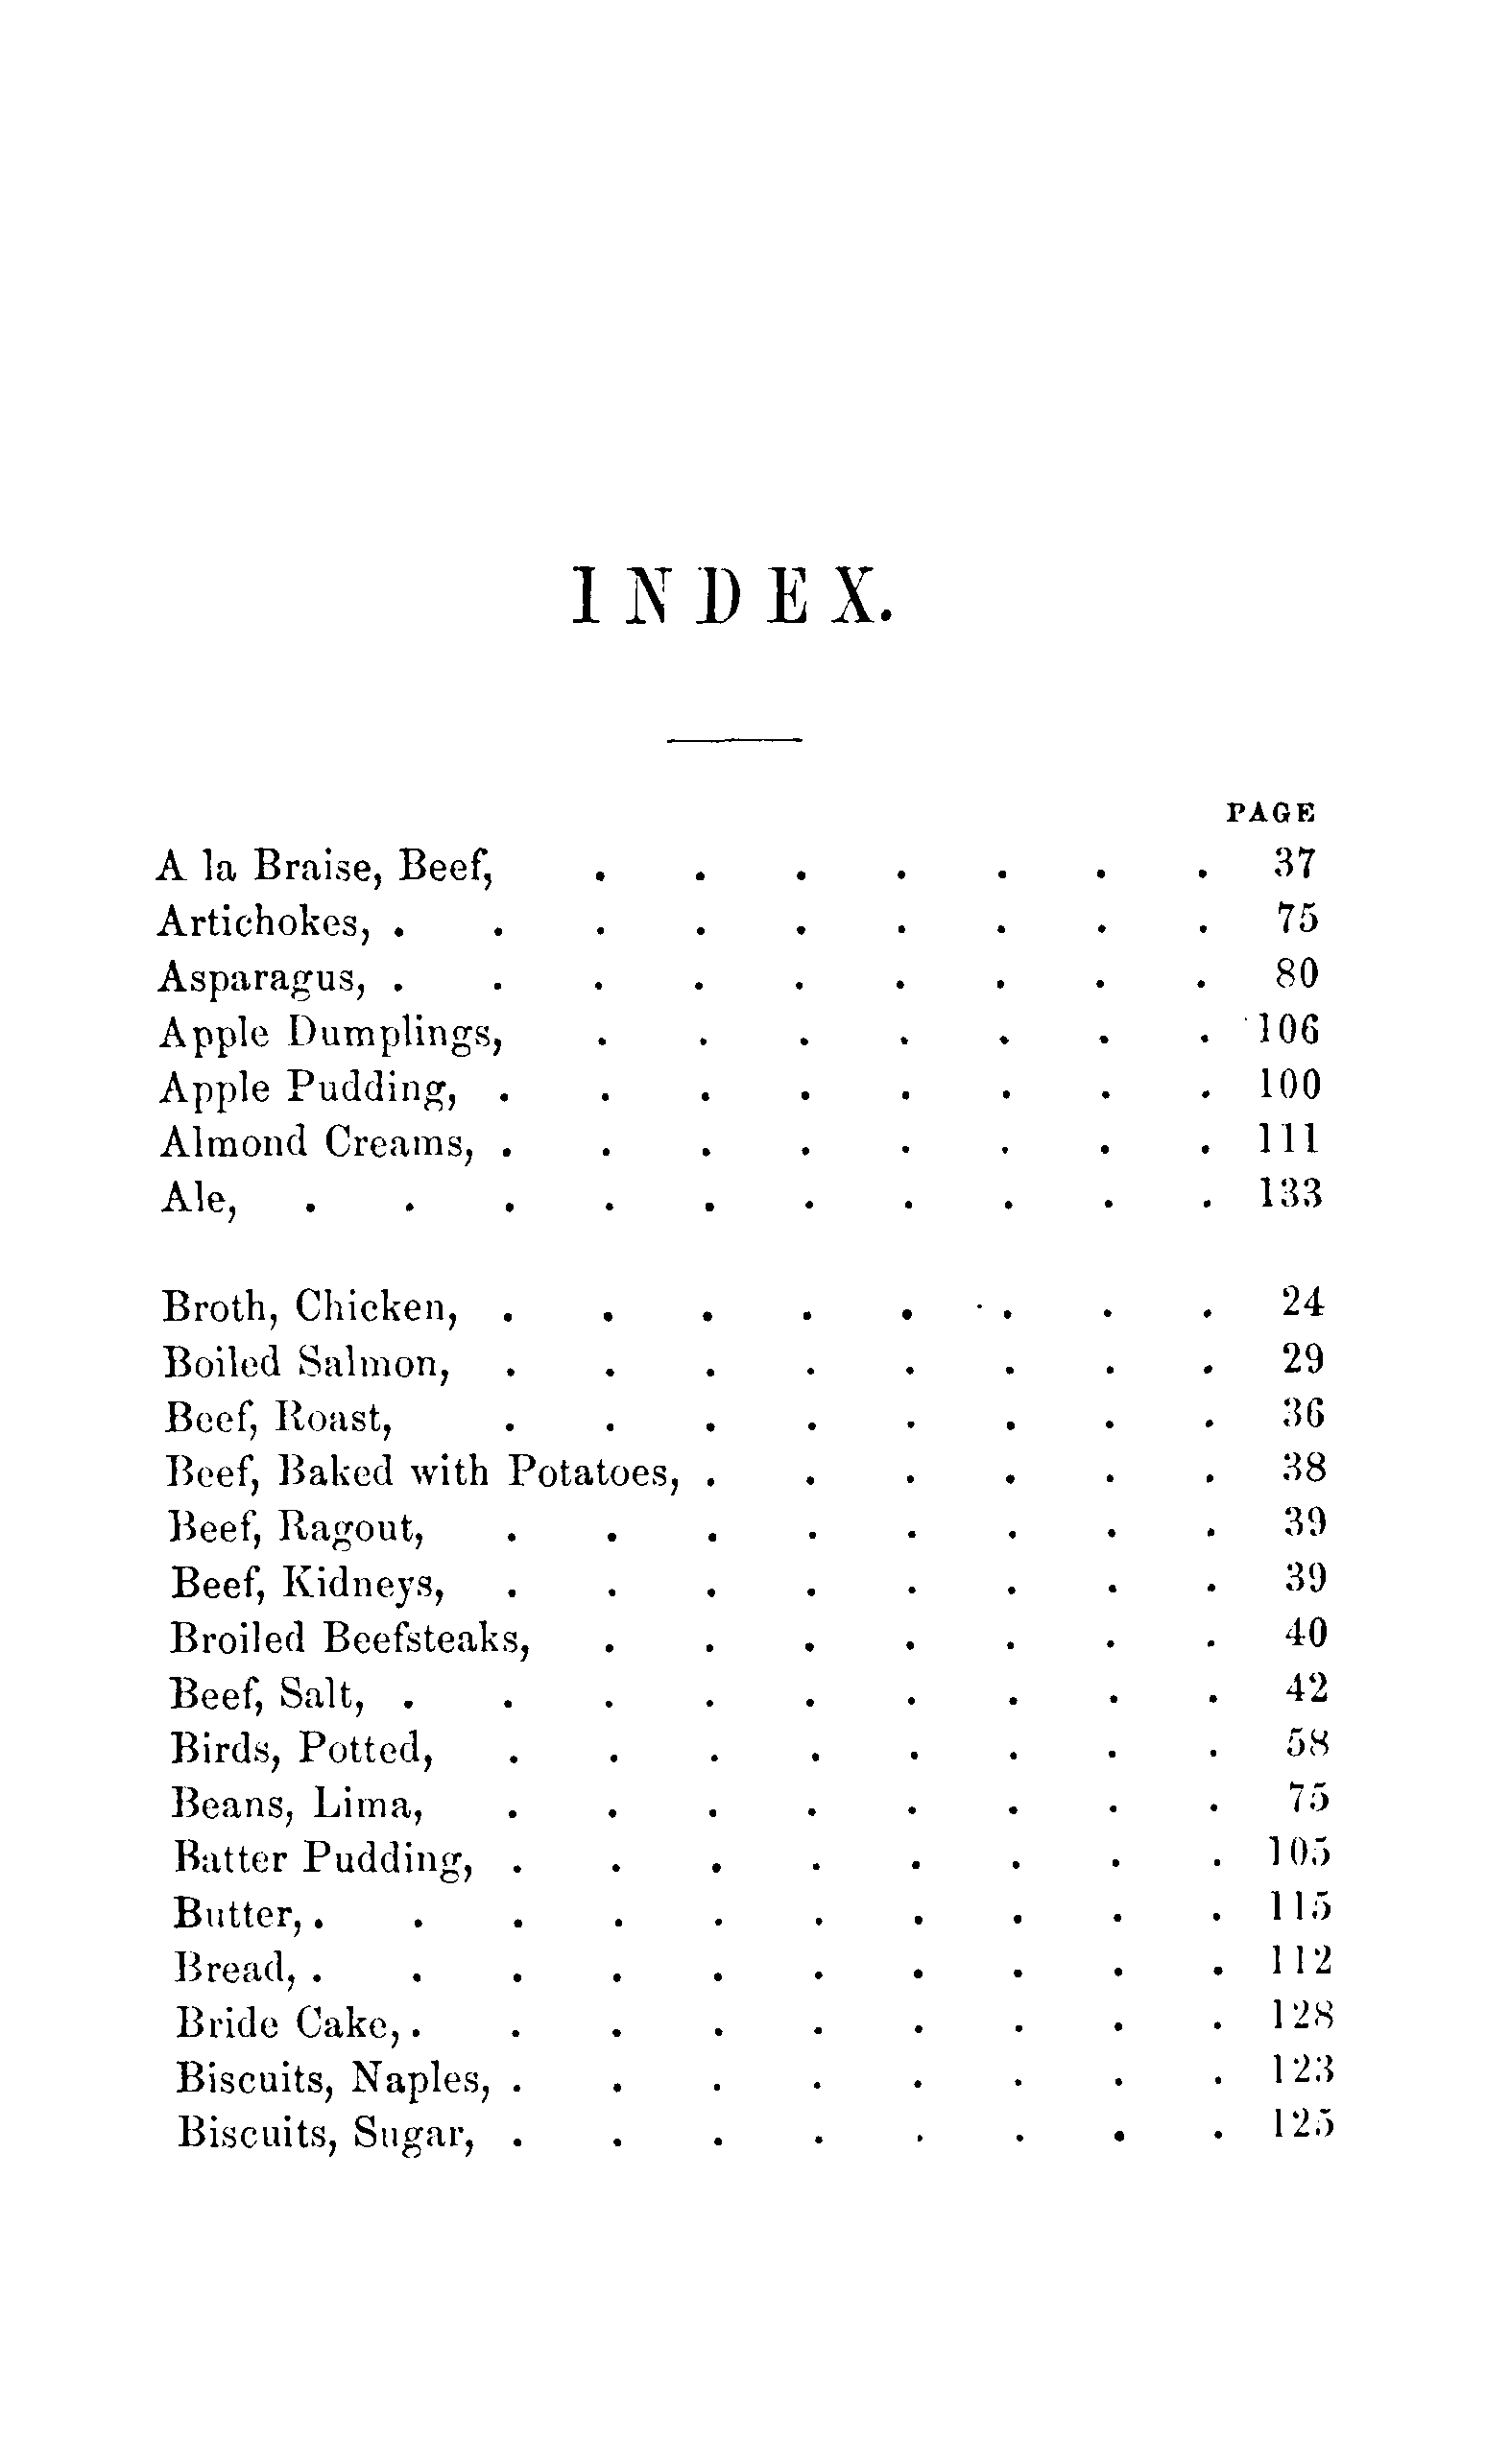 INDEX.
PAGE
A la Braise, Beef, . . . . . . . 37
Artichokes, . . . . . . . . . 75
Asparagus, . . . . . . . . . 80
Apple Dumplings, . . . . . . . 106
Apple Pudding, . . . . . . . . 100
Almond Creams, . . . . . . . . 111
Ale, . . . . . . . . . . 133
Broth, Chicken, . . . . . . . . 24
Boiled Salmon, . . . . . . . . 29
Beef, Roast, . . . . . . . . 36
Beef, Baked with Potatoes, . . . . . . 38
Beef, Ragout, . . . . . . . . 39
Beef, Kidneys, . . . . . . . . 39
Broiled Beefsteaks, . . . . . . . 40
Beef, Salt, . . . . . . . . . 42
Birds, Potted, . . . . . . . . 58
Beans, Lima, . . . . . . . . 75
Batter Pudding, . . . . . . . . 105
Butter, . . . . . . . . . . 115
Bread, . . . . . . . . . . 112
Bride Cake, . . . . . . . . . 128
Biscuits, Naples, . . . . . . . . 123
Biscuits, Sugar, . . . . . . . . 125